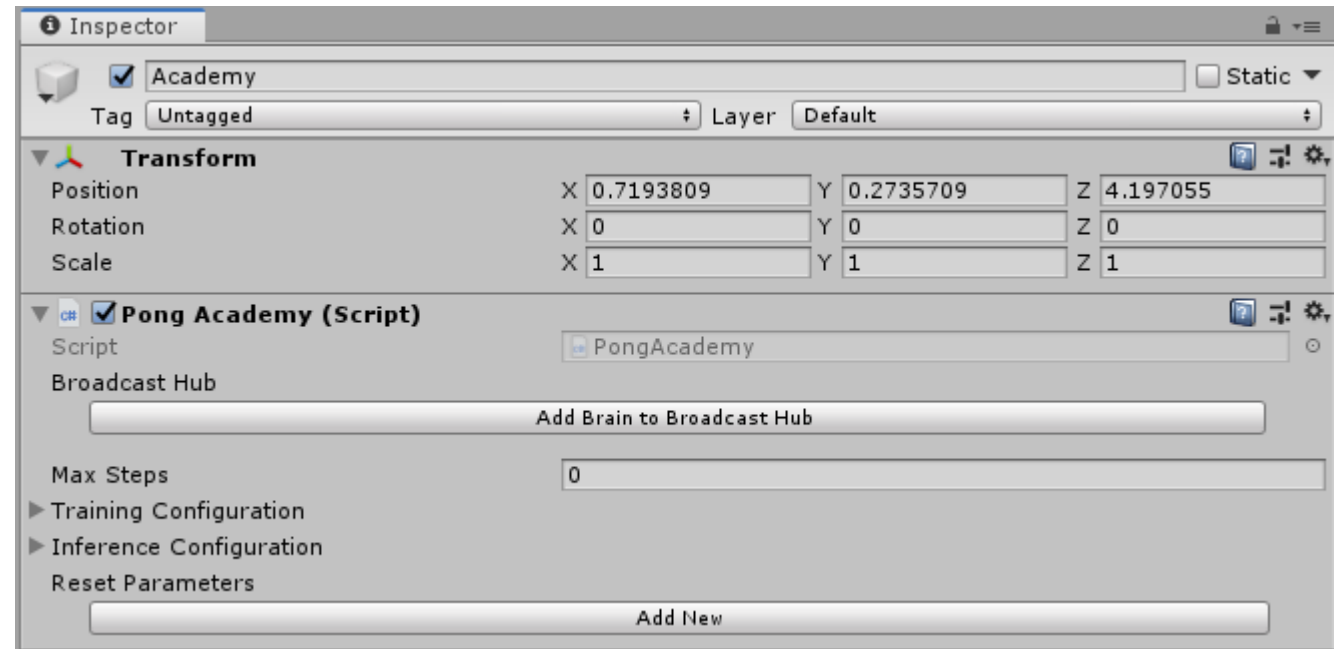 Inspector
Academy Static
Tag Untagged Layer Default
Transform
Position X 0.7193809 Y 0.2735709 Z 4.197055
Rotation X 0 Y 0 Z 0
Scale X 1 Y 1 Z 1
c# Pong Academy (Script)
Script PongAcademy
Broadcast Hub
Add Brain to Broadcast Hub
Max Steps 0
Training Configuration
Inference Configuration
Reset Parameters
Add New